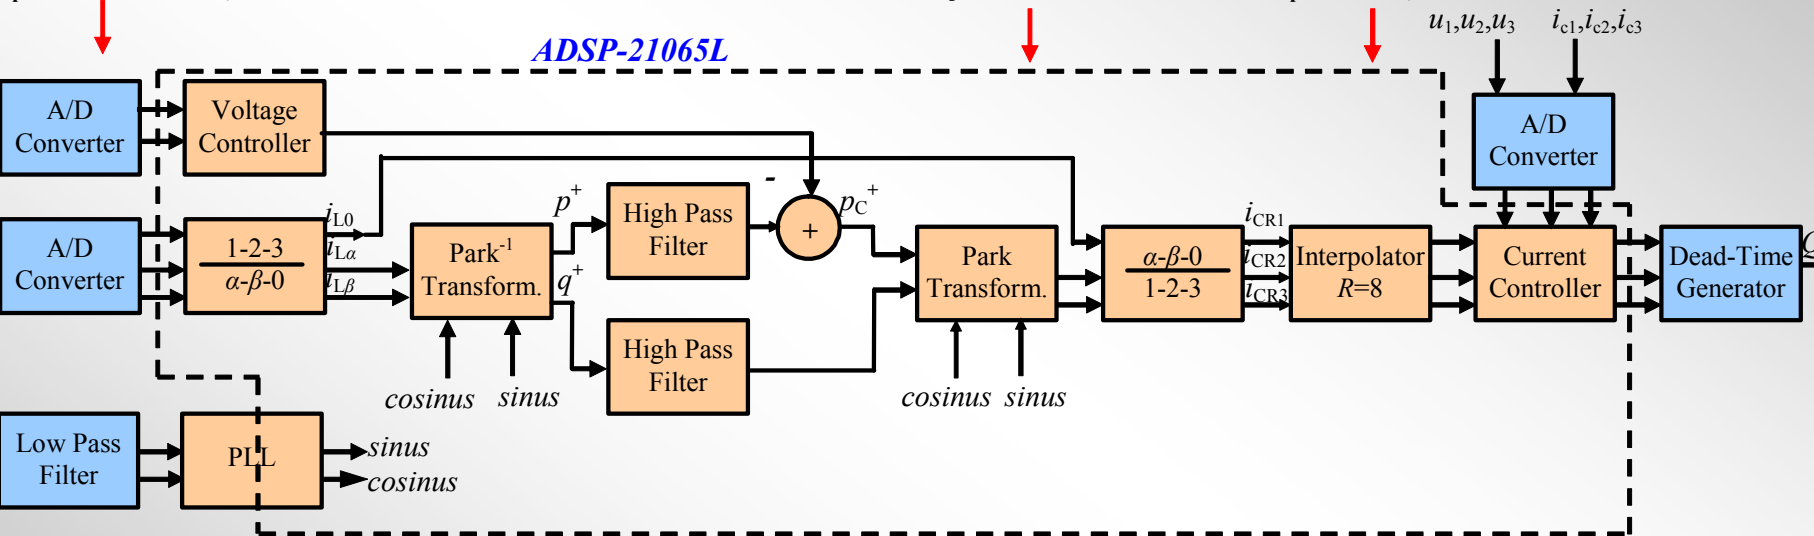 u1,u2,u3
ic1,ic2,ic3
ADSP-21065L
A/D
Converter
Voltage
Controller
A/D
Converter
-
A/D
Converter
1-2-3
α-β-0
iL0
iLα
iLβ
Park-1
Transform.
p+
q+
High Pass
Filter
+
pC+
High Pass
Filter
Park
Transform.
α-β-0
1-2-3
iCR1
iCR2
iCR3
Interpolator
R=8
Current
Controller
Dead-Time
Generator
cosinus
sinus
cosinus
sinus
Low Pass
Filter
PLL
sinus
cosinus